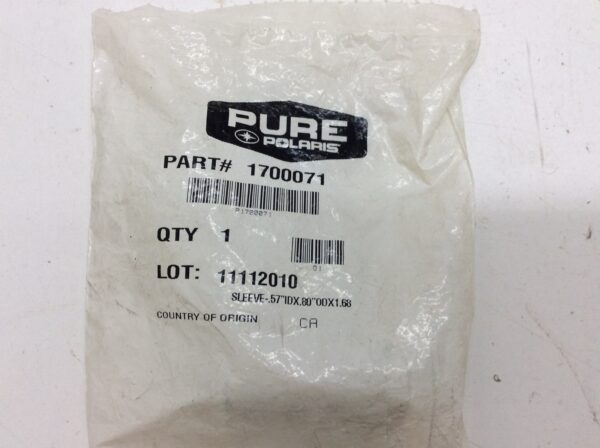 PURE
POLARIS
PART# 1700071
P1700071
QTY 1
01
LOT: 11112010
SLEEVE-.57"IDX.80"ODX1.68
COUNTRY OF ORIGIN CA